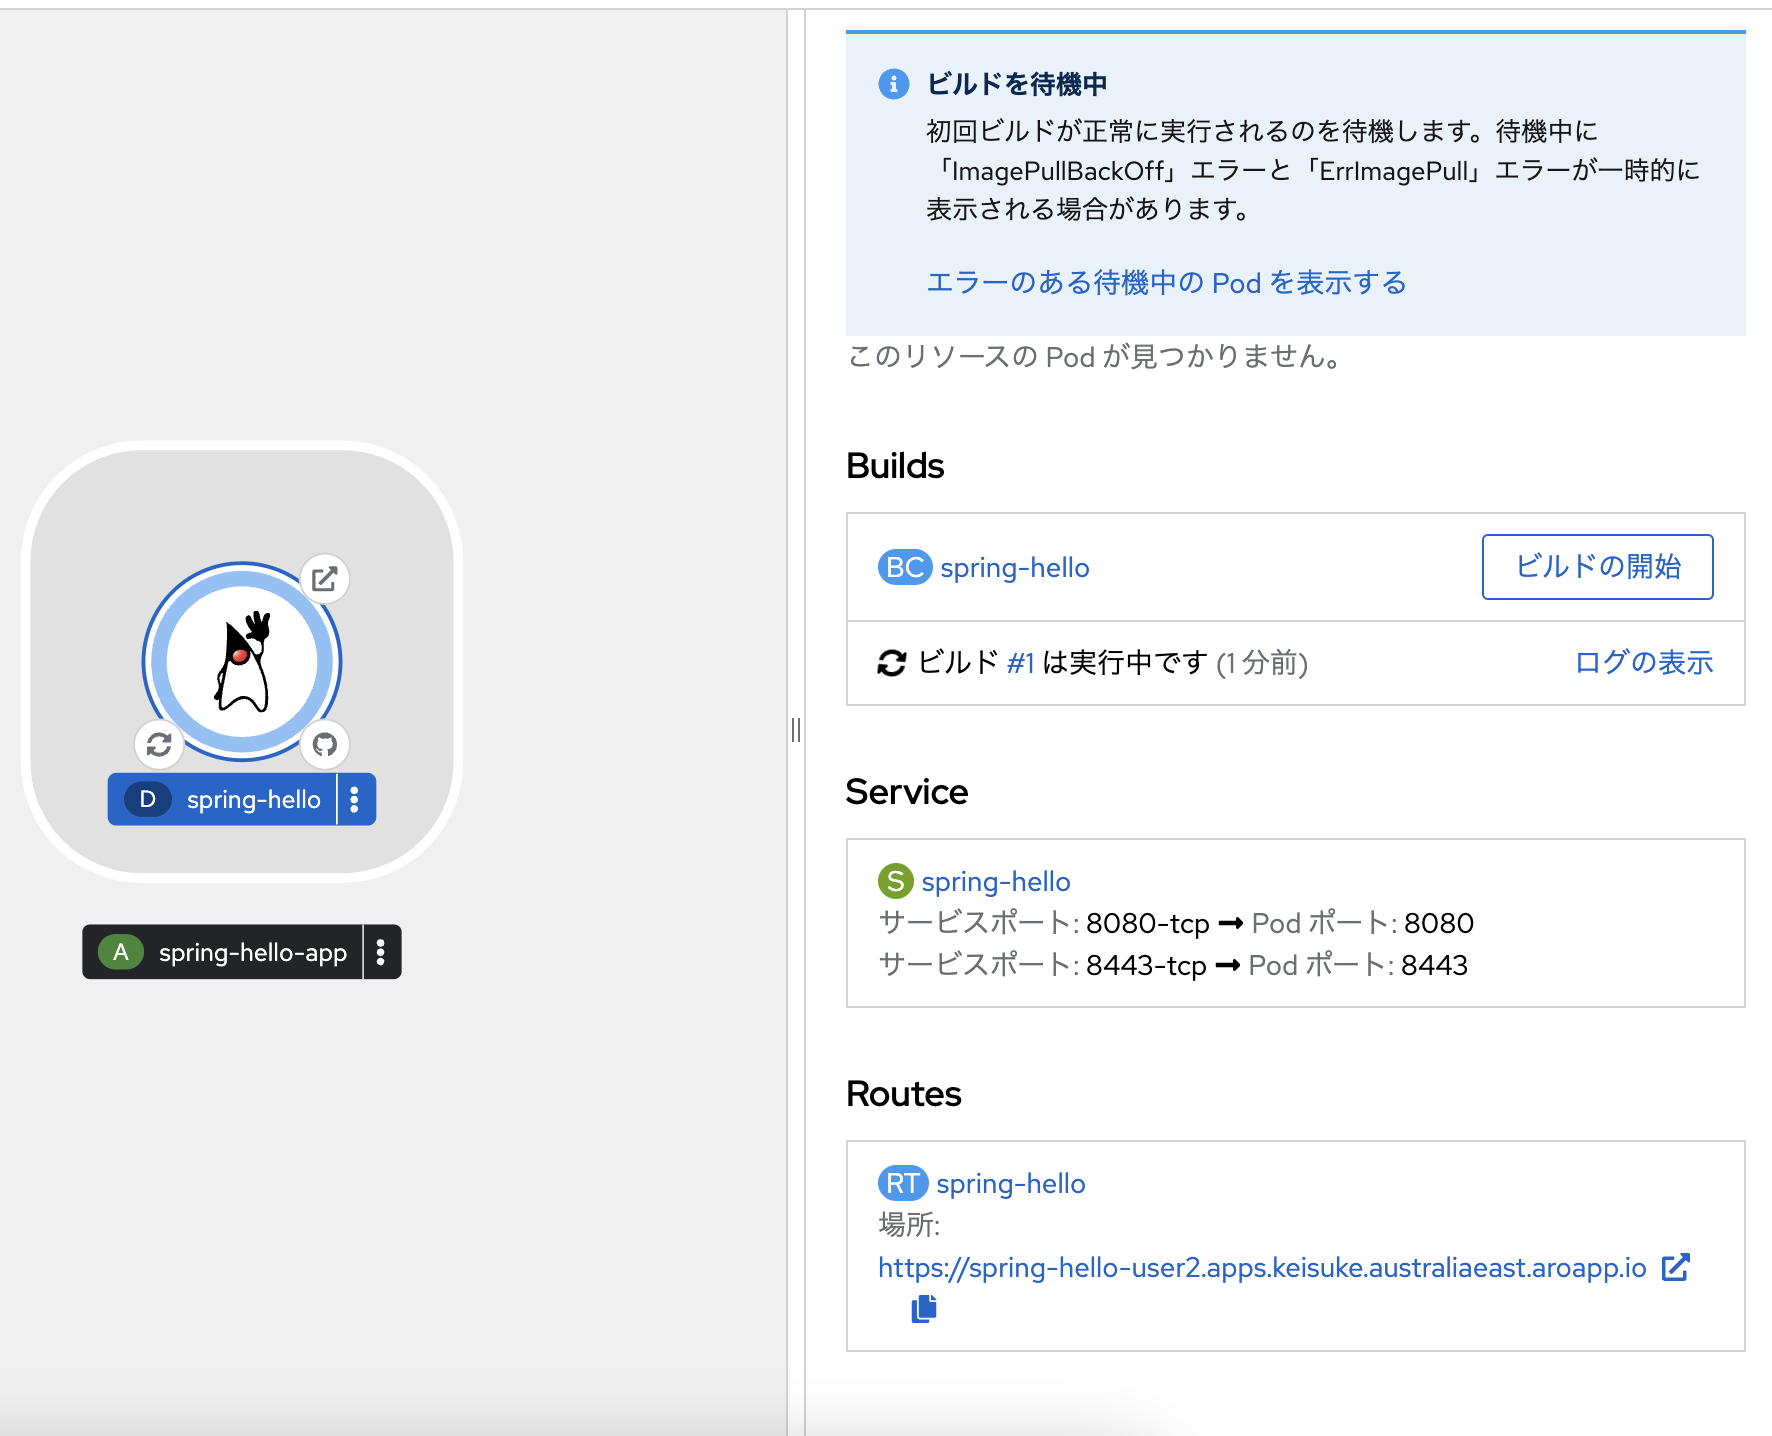 ビルドを待機中
初回ビルドが正常に実行されるのを待機します。待機中に
「ImagePullBackOff」エラーと「ErrImagePull」エラーが一時的に
表示される場合があります。
エラーのある待機中の Pod を表示する
このリソースの Pod が見つかりません。
Builds
BC spring-hello
ビルドの開始
ビルド #1 は実行中です (1 分前)
ログの表示
Service
S spring-hello
サービスポート: 8080-tcp → Pod ポート: 8080
サービスポート: 8443-tcp → Pod ポート: 8443
Routes
RT spring-hello
場所:
https://spring-hello-user2.apps.keisuke.australiaeast.aroapp.io
D spring-hello
A spring-hello-app